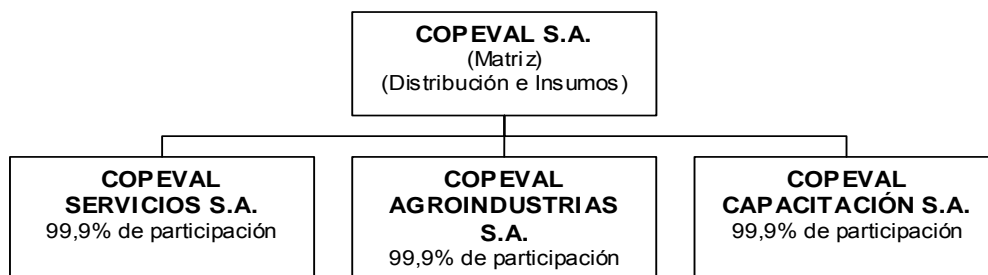 COPEVAL S.A.
(Matriz)
(Distribución e Insumos)
COPEVAL
SERVICIOS S.A.
99,9% de participación
COPEVAL
AGROINDUSTRIAS
S.A.
99,9% de participación
COPEVAL
CAPACITACIÓN S.A.
99,9% de participación